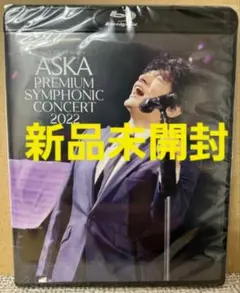 ASKA
PREMIUM
SYMPHONIC
CONCERT
2022
新品未開封